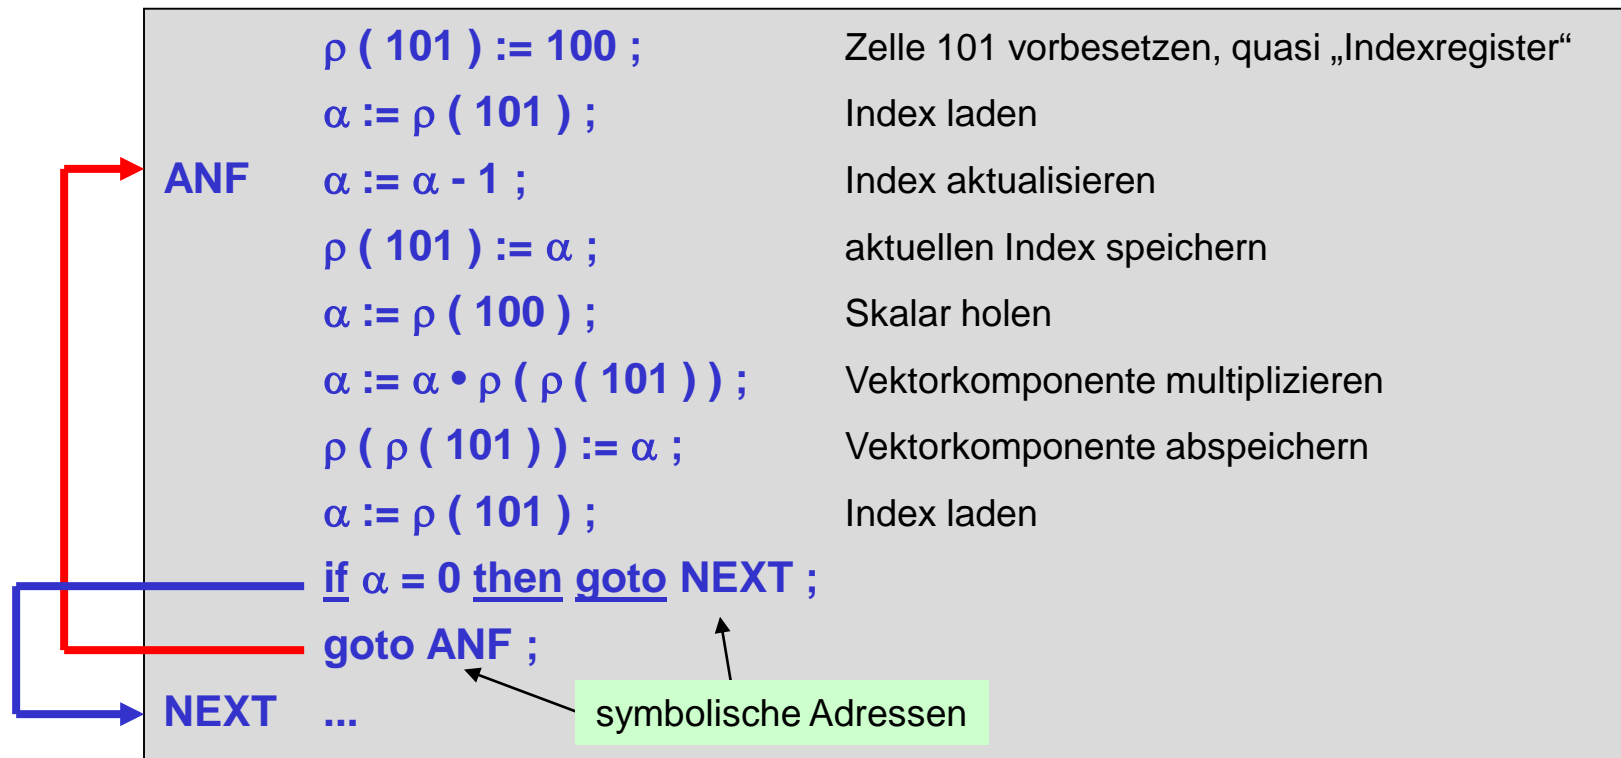 ρ ( 101 ) := 100 ; Zelle 101 vorbesetzen, quasi „Indexregister“
α := ρ ( 101 ) ; Index laden
ANF α := α - 1 ; Index aktualisieren
ρ ( 101 ) := α ; aktuellen Index speichern
α := ρ ( 100 ) ; Skalar holen
α := α • ρ ( ρ ( 101 ) ) ; Vektorkomponente multiplizieren
ρ ( ρ ( 101 ) ) := α ; Vektorkomponente abspeichern
α := ρ ( 101 ) ; Index laden
if α = 0 then goto NEXT ;
goto ANF ;
NEXT ... symbolische Adressen